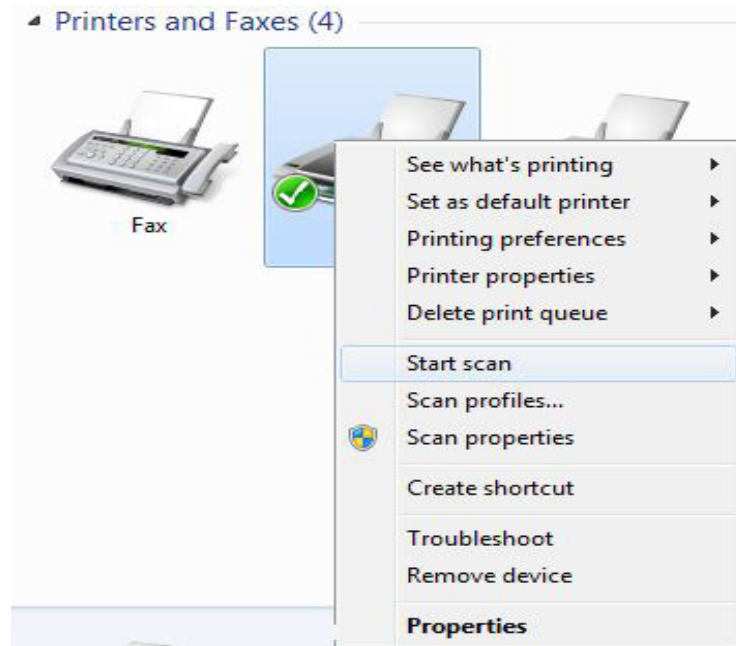 Printers and Faxes (4)
Fax
See what's printing
Set as default printer
Printing preferences
Printer properties
Delete print queue
Start scan
Scan profiles...
Scan properties
Create shortcut
Troubleshoot
Remove device
Properties